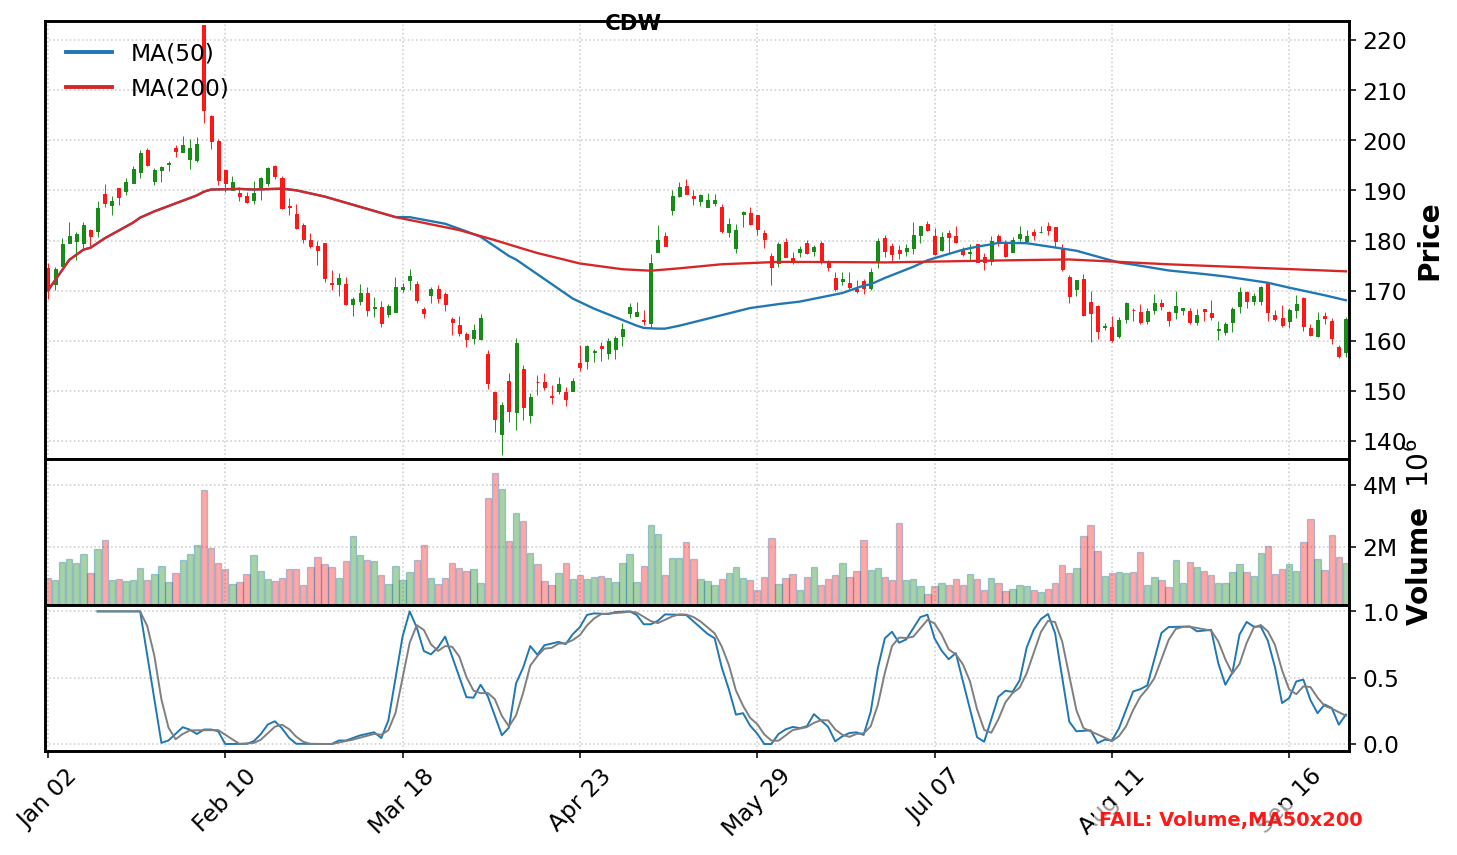 CDW
MA(50)
MA(200)
220
210
200
190
180
170
160
150
140
Price
10^6
4M
2M
Volume
1.0
0.5
0.0
Jan 02
Feb 10
Mar 18
Apr 23
May 29
Jul 07
Aug 11
Sep 16
FAIL: Volume,MA50x200